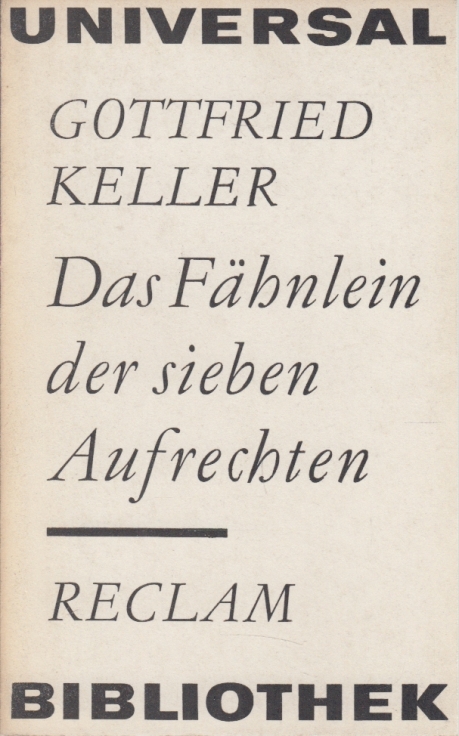 UNIVERSAL
GOTTFRIED
KELLER
Das Fähnlein
der sieben
Aufrechten
RECLAM
BIBLIOTHEK